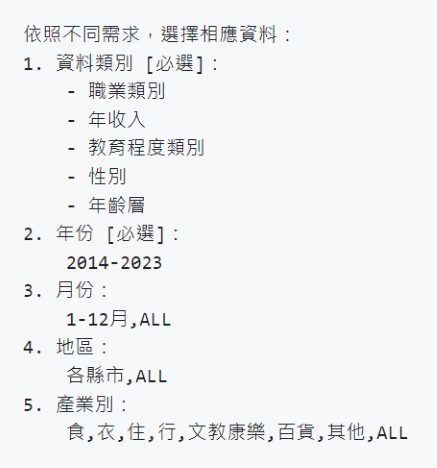 依照不同需求，選擇相應資料：
1. 資料類別 [必選]：
- 職業類別
- 年收入
- 教育程度類別
- 性別
- 年齡層
2. 年份 [必選]：
2014-2023
3. 月份：
1-12月,ALL
4. 地區：
各縣市,ALL
5. 產業別：
食,衣,住,行,文教康樂,百貨,其他,ALL